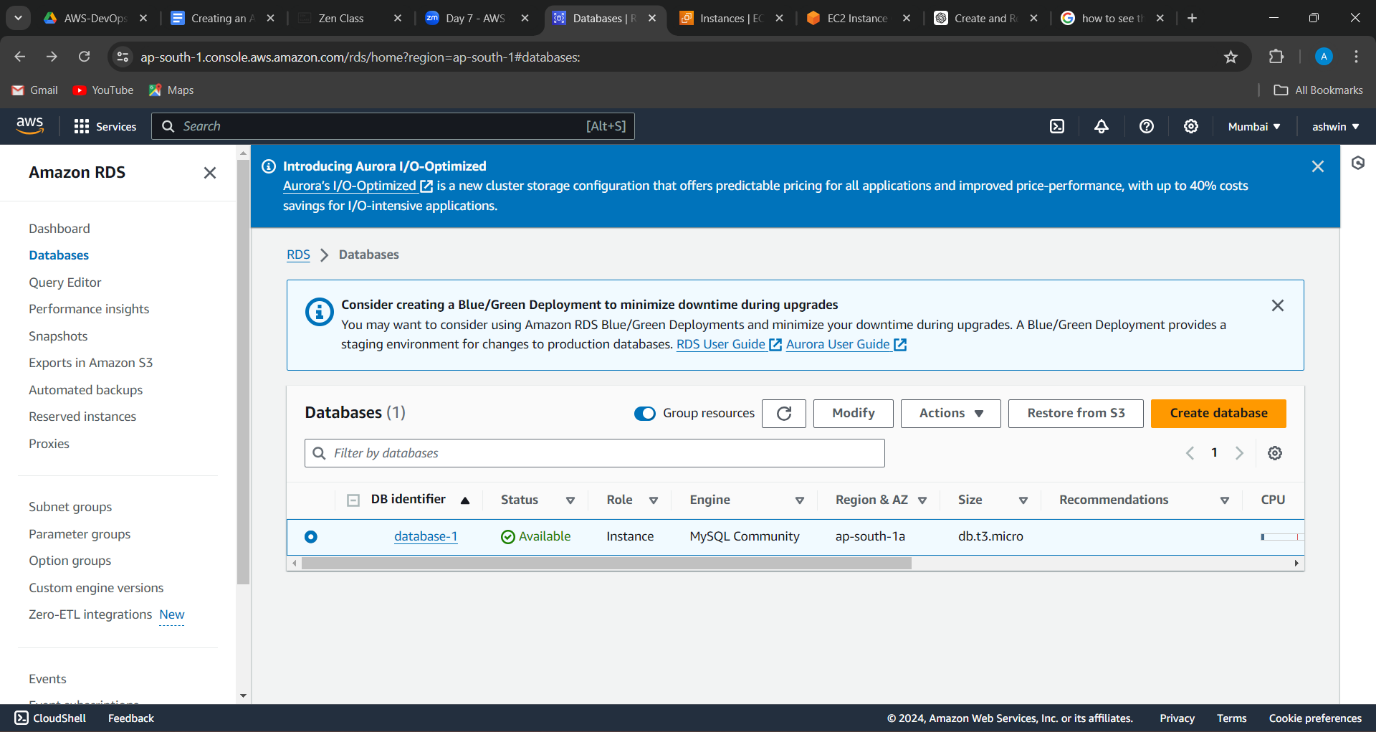 AWS-DevOps
Creating an A
Zen Class
Day 7 - AWS
Databases | R
Instances | EC
EC2 Instance
Create and Re
how to see th
ap-south-1.console.aws.amazon.com/rds/home?region=ap-south-1#databases:
A
Gmail
YouTube
Maps
All Bookmarks
aws
Services
Search
[Alt+S]
Mumbai
ashwin
Amazon RDS
Dashboard
Databases
Query Editor
Performance insights
Snapshots
Exports in Amazon S3
Automated backups
Reserved instances
Proxies
Subnet groups
Parameter groups
Option groups
Custom engine versions
Zero-ETL integrations New
Events
Event subscriptions
Introducing Aurora I/O-Optimized
Aurora's I/O-Optimized is a new cluster storage configuration that offers predictable pricing for all applications and improved price-performance, with up to 40% costs
savings for I/O-intensive applications.
RDS > Databases
Consider creating a Blue/Green Deployment to minimize downtime during upgrades
You may want to consider using Amazon RDS Blue/Green Deployments and minimize your downtime during upgrades. A Blue/Green Deployment provides a
staging environment for changes to production databases. RDS User Guide Aurora User Guide
Databases (1)
Group resources
Modify
Actions
Restore from S3
Create database
Filter by databases
1
DB identifier
Status
Role
Engine
Region & AZ
Size
Recommendations
CPU
database-1
Available
Instance
MySQL Community
ap-south-1a
db.t3.micro
CloudShell
Feedback
© 2024, Amazon Web Services, Inc. or its affiliates.
Privacy
Terms
Cookie preferences